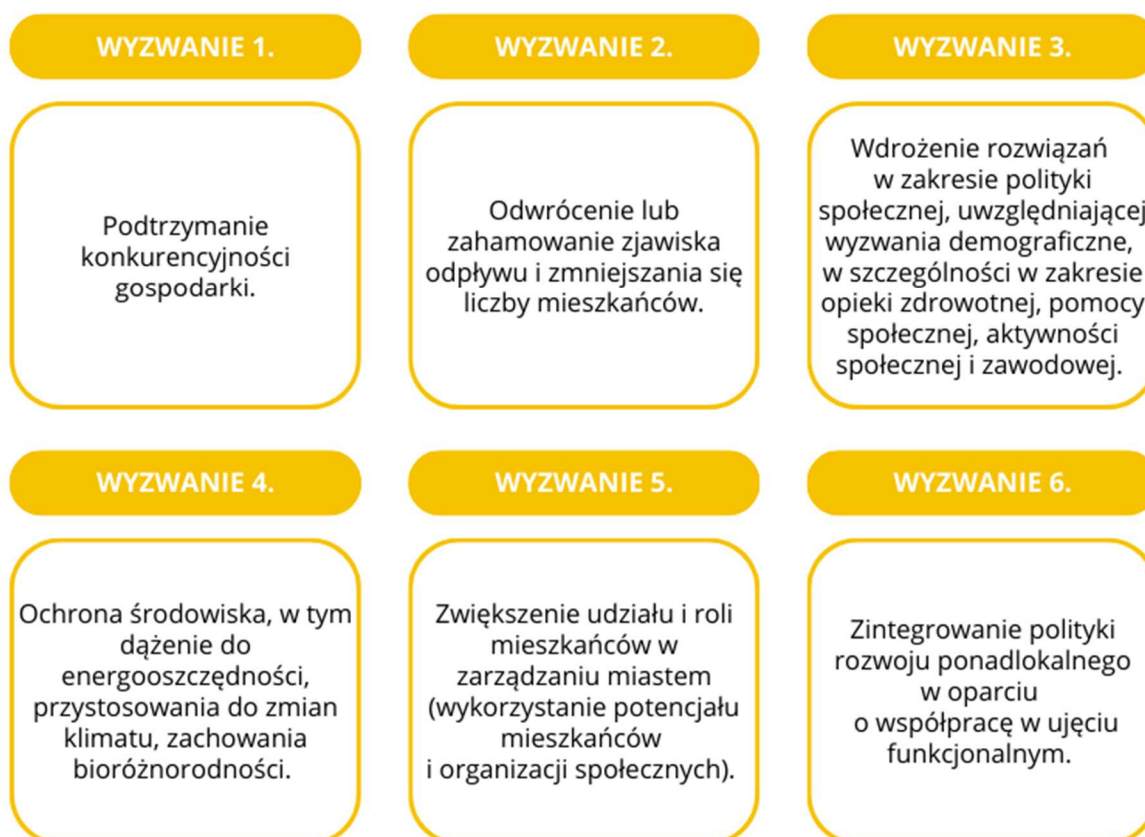 WYZWANIE 1.
Podtrzymanie
konkurencyjności
gospodarki.
WYZWANIE 2.
Odwrócenie lub
zahamowanie zjawiska
odpływu i zmniejszania się
liczby mieszkańców.
WYZWANIE 3.
Wdrożenie rozwiązań
w zakresie polityki
społecznej, uwzględniającej
wyzwania demograficzne,
w szczególności w zakresie
opieki zdrowotnej, pomocy
społecznej, aktywności
społecznej i zawodowej.
WYZWANIE 4.
Ochrona środowiska, w tym
dążenie do
energooszczędności,
przystosowania do zmian
klimatu, zachowania
bioróżnorodności.
WYZWANIE 5.
Zwiększenie udziału i roli
mieszkańców w
zarządzaniu miastem
(wykorzystanie potencjału
mieszkańców
i organizacji społecznych).
WYZWANIE 6.
Zintegrowanie polityki
rozwoju ponadlokalnego
w oparciu
o współpracę w ujęciu
funkcjonalnym.